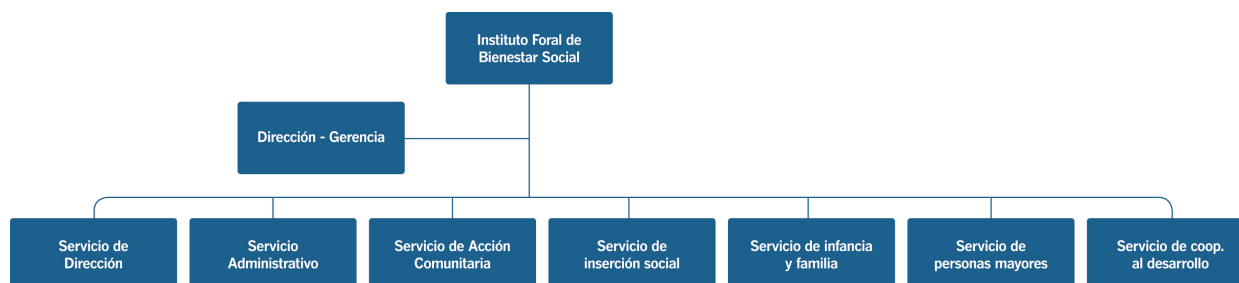 Instituto Foral de
Bienestar Social
Dirección - Gerencia
Servicio de
Dirección
Servicio
Administrativo
Servicio de Acción
Comunitaria
Servicio de
inserción social
Servicio de infancia
y familia
Servicio de
personas mayores
Servicio de coop.
al desarrollo